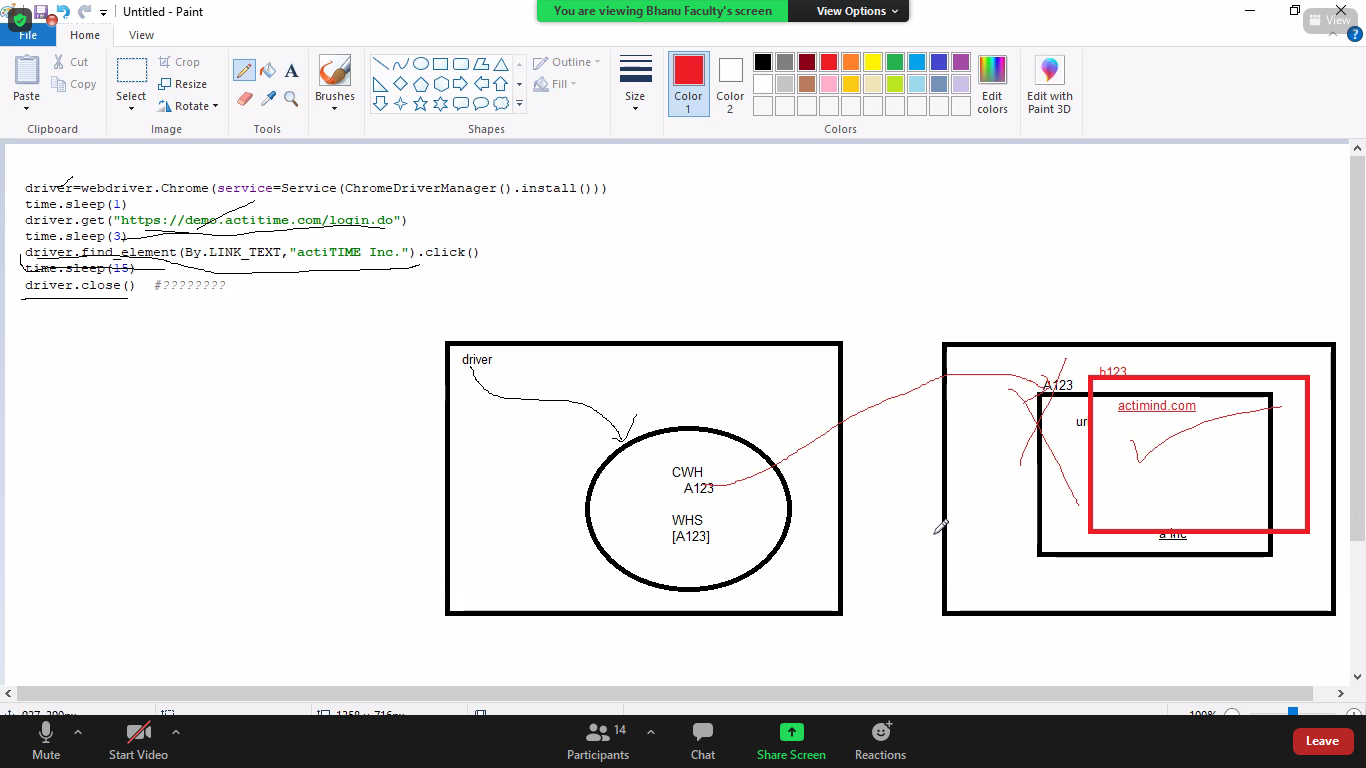 Untitled - Paint
You are viewing Bhanu Faculty's screen
View Options
View
File
Home
View
Paste
Cut
Copy
Clipboard
Select
Crop
Resize
Rotate
Image
A
Tools
Brushes
Outline
Fill
Shapes
Size
Color 1
Color 2
Edit colors
Colors
Edit with Paint 3D
driver=webdriver.Chrome(service=Service(ChromeDriverManager().install()))
time.sleep(1)
driver.get("https://demo.actitime.com/login.do")
time.sleep(3)
driver.find_element(By.LINK_TEXT,"actiTIME Inc.").click()
time.sleep(15)
driver.close() #????????
driver
CWH
A123
WHS
[A123]
A123
b123
actimind.com
ur
a inc
100%
Mute
Start Video
Participants
14
Chat
Share Screen
Reactions
Leave